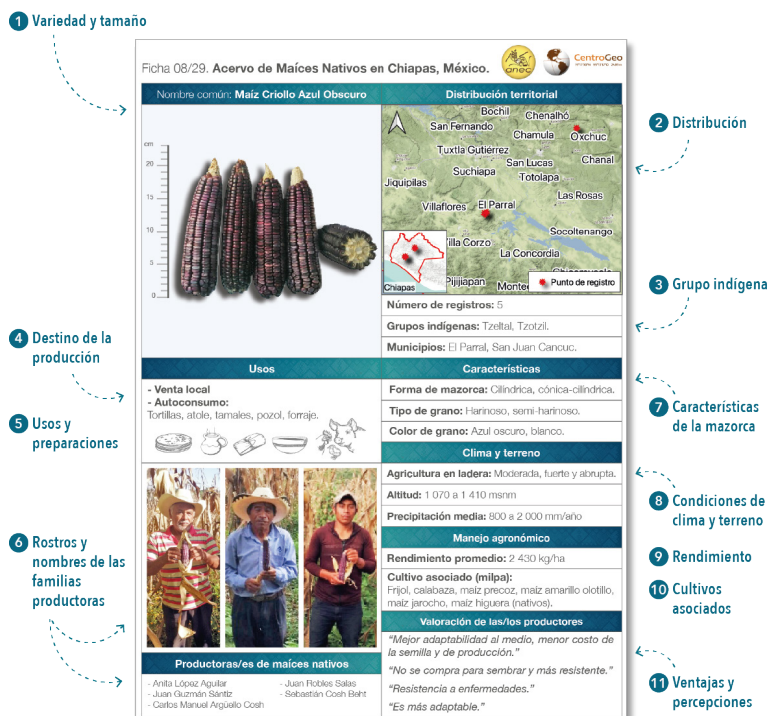 1 Variedad y tamaño
Ficha 08/29. Acervo de Maíces Nativos en Chiapas, México.
anec
CentroGeo
Nombre común: Maíz Criollo Azul Obscuro
cm
20
15
10
5
0
Distribución territorial
Bochil
Chenalhó
San Fernando
Chamula
Oxchuc
Tuxtla Gutiérrez
San Lucas
Chanal
Suchiapa
Totolapa
Jiquipilas
Las Rosas
Villaflores
El Parral
Socoltenango
illa Corzo
La Concordia
Pijijiapan
Chiapas
Punto de registro
2 Distribución
Número de registros: 5
Grupos indígenas: Tzeltal, Tzotzil.
Municipios: El Parral, San Juan Cancuc.
3 Grupo indígena
4 Destino de la
producción
Usos
- Venta local
- Autoconsumo:
Tortillas, atole, tamales, pozol, forraje.
5 Usos y
preparaciones
Características
Forma de mazorca: Cilíndrica, cónica-cilíndrica.
Tipo de grano: Harinoso, semi-harinoso.
Color de grano: Azul oscuro, blanco.
7 Características
de la mazorca
Clima y terreno
Agricultura en ladera: Moderada, fuerte y abrupta.
Altitud: 1 070 a 1 410 msnm
Precipitación media: 800 a 2 000 mm/año
8 Condiciones de
clima y terreno
Manejo agronómico
Rendimiento promedio: 2 430 kg/ha
Cultivo asociado (milpa):
Frijol, calabaza, maíz precoz, maíz amarillo olotillo,
maíz jarocho, maíz higuera (nativos).
9 Rendimiento
10 Cultivos
asociados
6 Rostros y
nombres de las
familias
productoras
Productoras/es de maíces nativos
- Anita López Aguilar
- Juan Guzmán Sántiz
- Carlos Manuel Argüello Cosh
- Juan Robles Salas
- Sebastián Cosh Beht
Valoración de las/los productores
“Mejor adaptabilidad al medio, menor costo de
la semilla y de producción.”
“No se compra para sembrar y más resistente.”
“Resistencia a enfermedades.”
“Es más adaptable.”
11 Ventajas y
percepciones